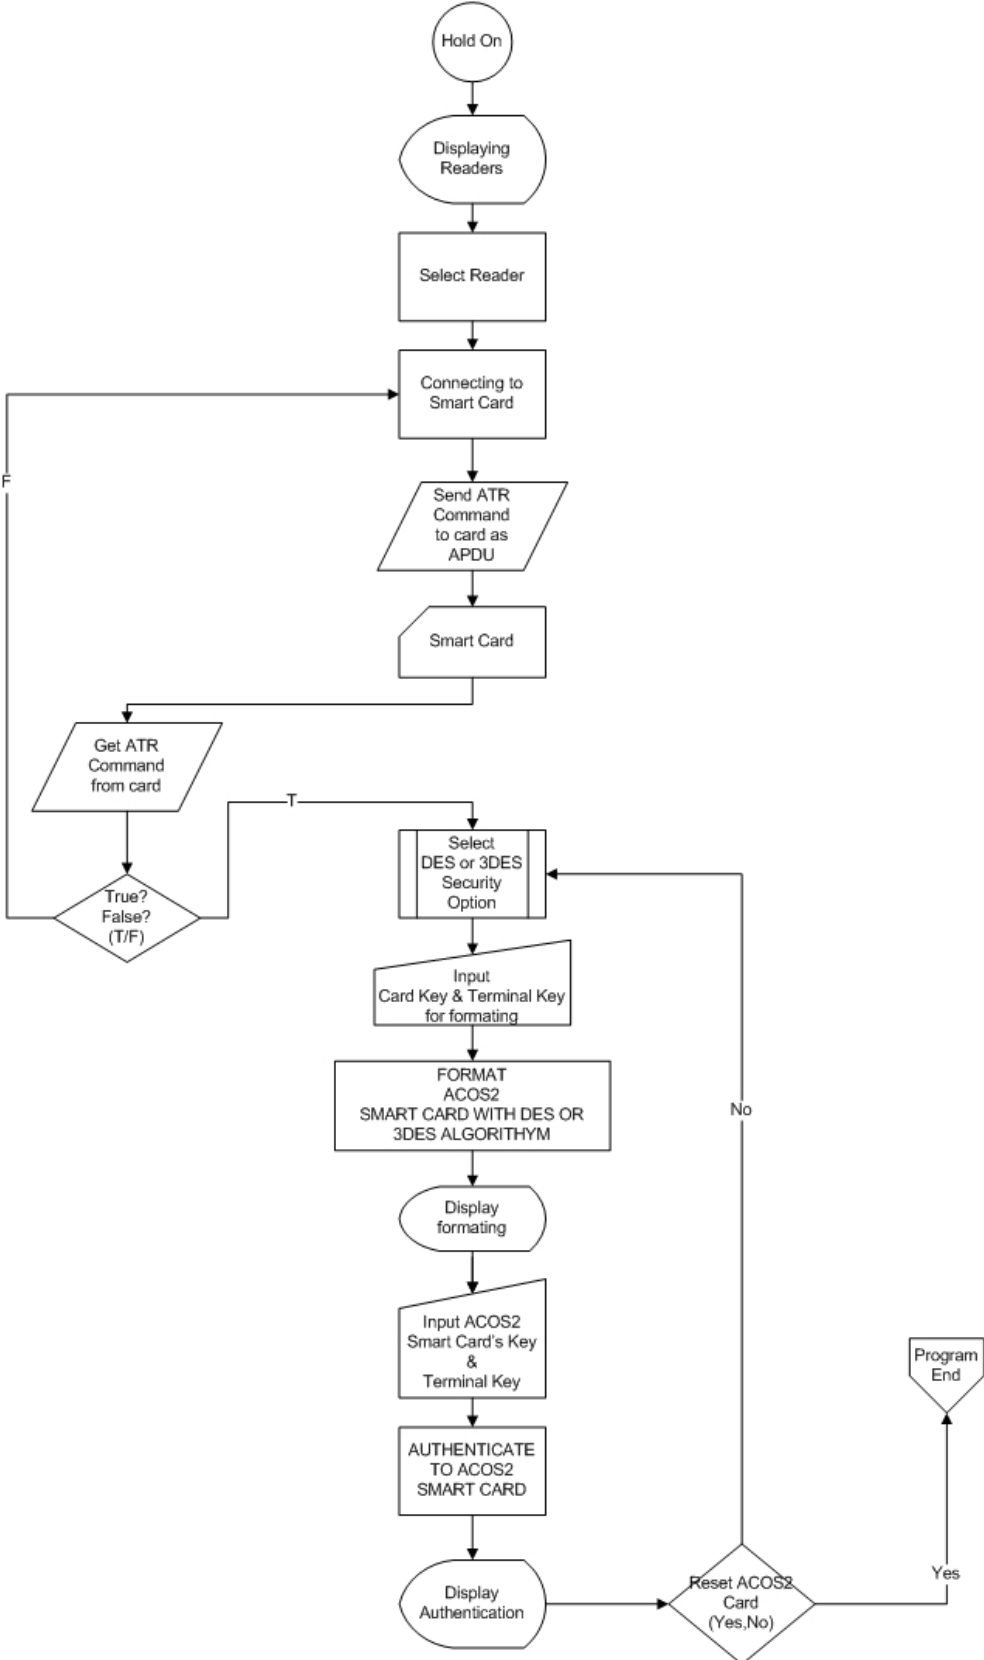 Hold On
Displaying
Readers
Select Reader
Connecting to
Smart Card
F
Send ATR
Command
to card as
APDU
Smart Card
Get ATR
Command
from card
T
True?
False?
(T/F)
Select
DES or 3DES
Security
Option
Input
Card Key & Terminal Key
for formating
FORMAT
ACOS2
SMART CARD WITH DES OR
3DES ALGORITHYM
No
Display
formating
Input ACOS2
Smart Card's Key
&
Terminal Key
Program
End
AUTHENTICATE
TO ACOS2
SMART CARD
Display
Authentication
Reset ACOS2
Card
(Yes,No)
Yes